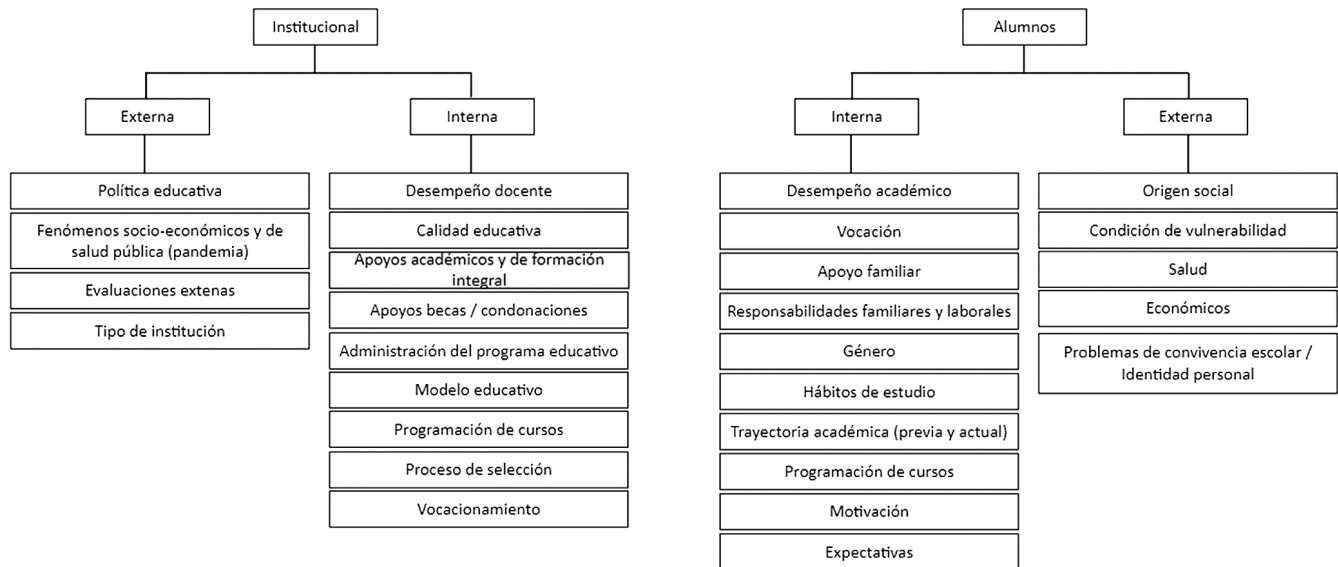 Institucional
Externa
Política educativa
Fenómenos socio-económicos y de
salud pública (pandemia)
Evaluaciones extenas
Tipo de institución
Interna
Desempeño docente
Calidad educativa
Apoyos académicos y de formación
integral
Apoyos becas / condonaciones
Administración del programa educativo
Modelo educativo
Programación de cursos
Proceso de selección
Vocacionamiento
Alumnos
Interna
Desempeño académico
Vocación
Apoyo familiar
Responsabilidades familiares y laborales
Género
Hábitos de estudio
Trayectoria académica (previa y actual)
Programación de cursos
Motivación
Expectativas
Externa
Origen social
Condición de vulnerabilidad
Salud
Económicos
Problemas de convivencia escolar /
Identidad personal